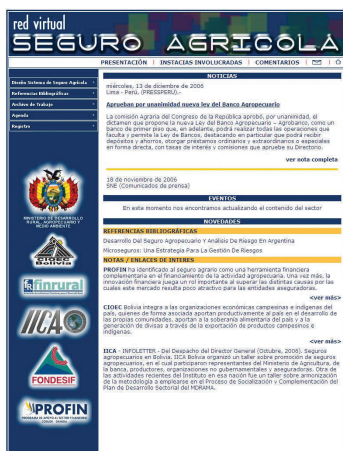 red virtual
SEGURO AGRICOLA
PRESENTACIÓN | INSTACIAS INVOLUCRADAS | COMENTARIOS
Diseño Sistema de Seguro Agrícola
Referencias Bibliográficas
Archivo de Trabajo
Agenda
Registro
MINISTERIO DE DESARROLLO
RURAL, AGROPECUARIO Y
MEDIO AMBIENTE
CIOEC
Bolivia
finrural
IICA
FONDESIF
PROFIN
NOTICIAS
miércoles, 13 de diciembre de 2006
Lima - Perú, (PRESSPERÚ).-
Aprueban por unanimidad nueva ley del Banco Agropecuario
La comisión Agraria del Congreso de la República aprobó, por unanimidad, el
dictamen que propone la nueva Ley del Banco Agropecuario – Agrobanco, como un
banco de primer piso que, en adelante, podrá realizar todas las operaciones que
faculta y permite la Ley de Bancos, destacando en particular que podrá recibir
depósitos y ahorros, otorgar préstamos ordinarios y extraordinarios o especiales
en forma directa, con tasas de interés y comisiones que apruebe su Directorio.
ver nota completa
18 de noviembre de 2006
SNE (Comunicados de prensa)
EVENTOS
En este momento nos encontramos actualizando el contenido del sector
NOVEDADES
REFERENCIAS BIBLIOGRÁFICAS
Desarrollo Del Seguro Agropecuario Y Análisis De Riesgo En Argentina
Microseguros: Una Estrategia Para La Gestión De Riesgos
NOTAS / ENLACES DE INTERES
PROFIN ha identificado al seguro agrario como una herramienta financiera
complementaria en el financiamiento de la actividad agropecuaria. Una vez más, la
innovación financiera juega un rol importante al superar las distintas causas por las
cuales este mercado resulta poco atractivo para las entidades aseguradoras.
<ver más>
CIOEC Bolivia integra a las organizaciones económicas campesinas e indígenas del
país, quienes de forma asociada aportan productivamente al país en el desarrollo de
las propias comunidades, aportan a la soberanía alimentaria del país y a la
generación de divisas a través de la exportación de productos campesinos e
indígenas.
<ver más>
IICA - INFOLETTER - Del Despacho del Director General (Octubre, 2006), Seguros
agropecuarios en Bolivia. IICA Bolivia organizó un taller sobre promoción de seguros
agropecuarios, en el cual participaron representantes del Ministerio de Agricultura, de
la banca, productores, organizaciones no gubernamentales y aseguradoras. Otra de
las actividades recientes del Instituto en esa nación fue un taller sobre armonización
de la metodología a emplearse en el Proceso de Socialización y Complementación del
Plan de Desarrollo Sectorial del MDRAMA.